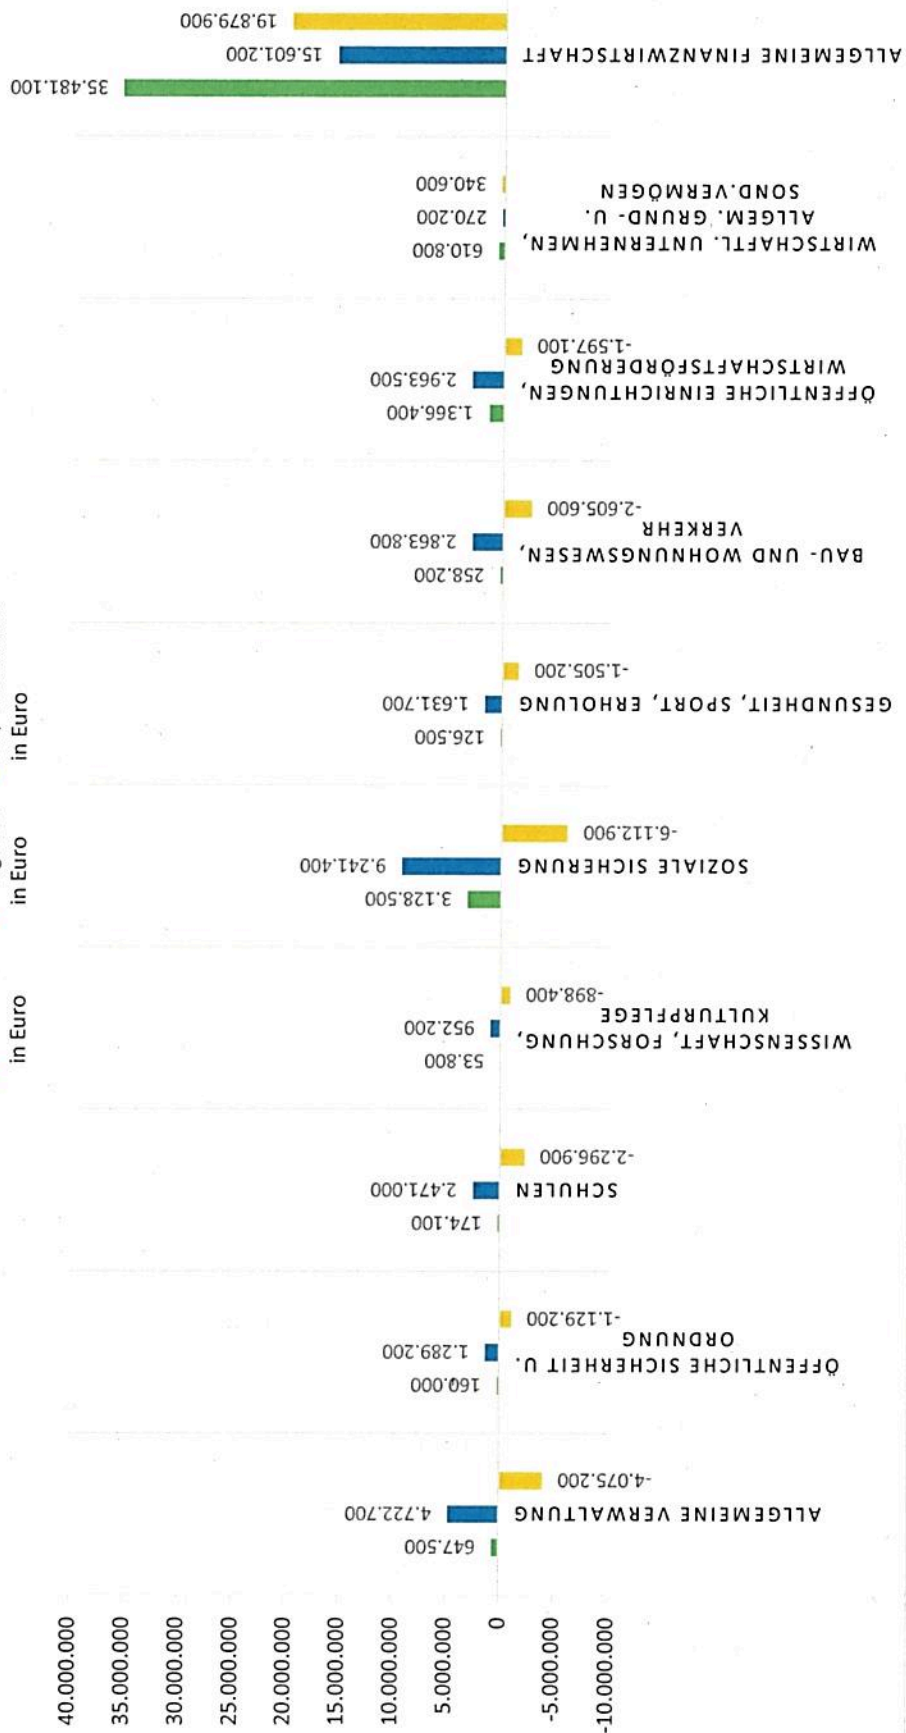 in Euro
in Euro
in Euro
40.000.000
35.000.000
30.000.000
25.000.000
20.000.000
15.000.000
10.000.000
5.000.000
0
-5.000.000
-10.000.000
647.500
4.722.700
-4.075.200
ALLGEMEINE VERWALTUNG
160.000
1.289.200
-1.129.200
ÖFFENTLICHE SICHERHEIT U.
ORDNUNG
174.100
2.471.000
-2.296.900
SCHULEN
53.800
952.200
-898.400
WISSENSCHAFT, FORSCHUNG,
KULTURPFLEGE
3.128.500
9.241.400
-6.112.900
SOZIALE SICHERUNG
126.500
1.631.700
-1.505.200
GESUNDHEIT, SPORT, ERHOLUNG
258.200
2.863.800
-2.605.600
BAU- UND WOHNUNGSWESEN,
VERKEHR
1.366.400
2.963.500
-1.597.100
ÖFFENTLICHE EINRICHTUNGEN,
WIRTSCHAFTSFÖRDERUNG
610.800
270.200
340.600
WIRTSCHAFTL. UNTERNEHMEN,
ALLGEM. GRUND- U.
SOND.VERMÖGEN
35.481.100
15.601.200
19.879.900
ALLGEMEINE FINANZWIRTSCHAFT